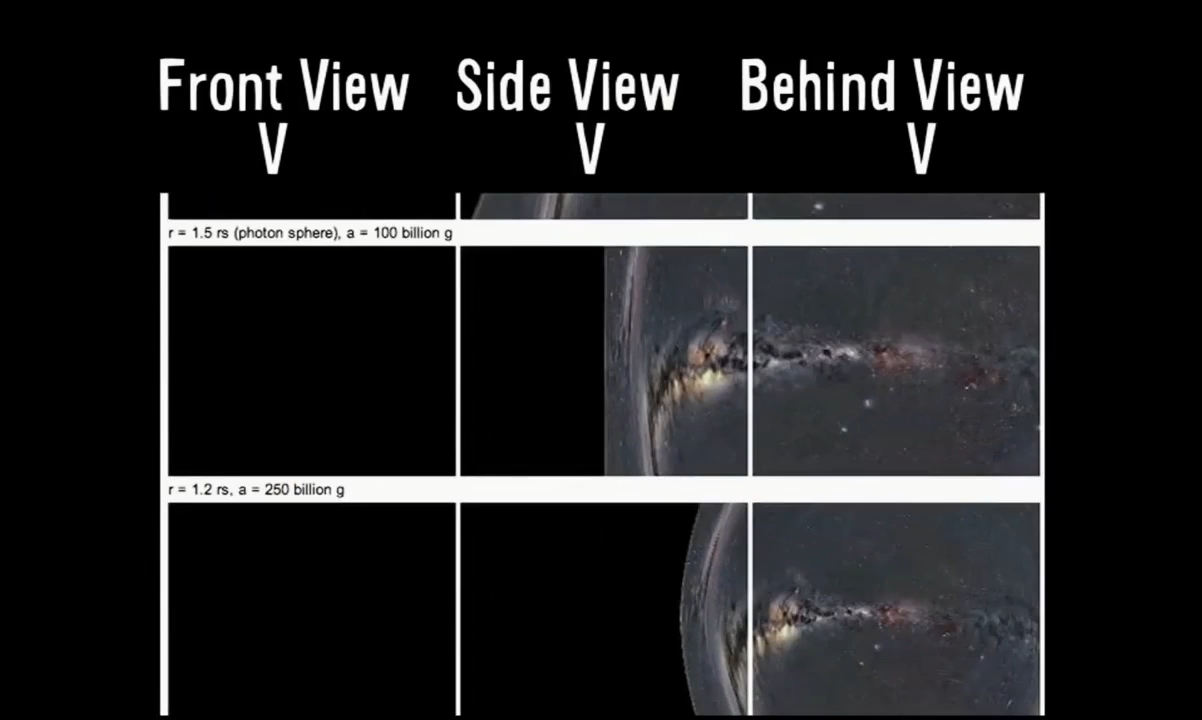 Front View Side View Behind View
V V V
r = 1.5 rs (photon sphere), a = 100 billion g
r = 1.2 rs, a = 250 billion g